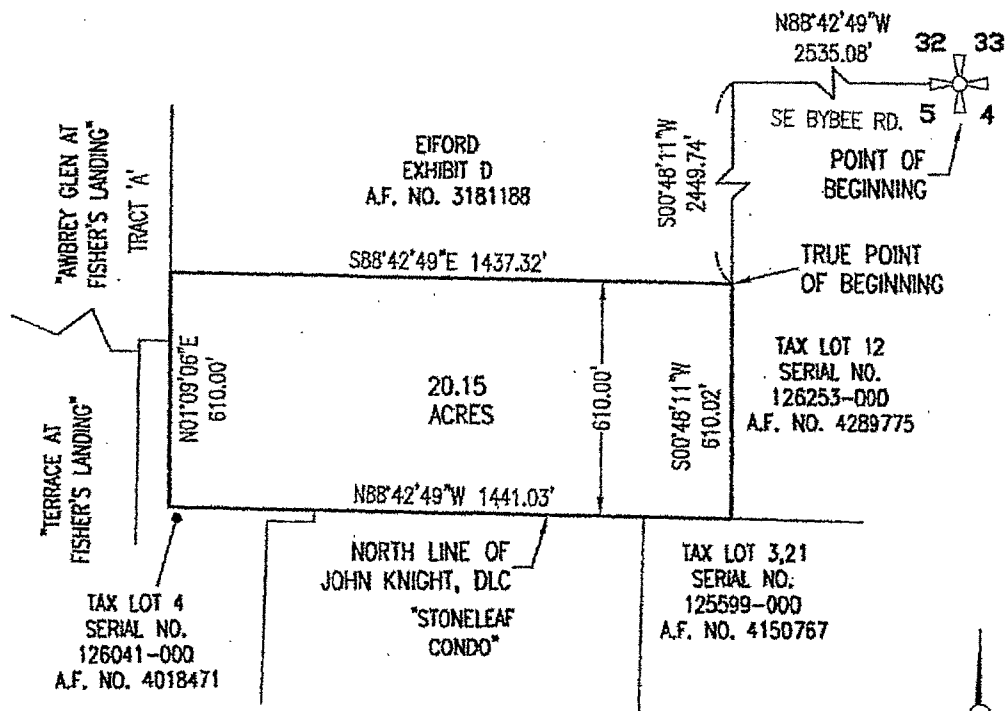 N88°42'49"W
2535.08'
32 33
5 4
SE BYBEE RD.
POINT OF
BEGINNING
"AWBREY GLEN AT
FISHER'S LANDING"
TRACT 'A'
EIFORD
EXHIBIT D
A.F. NO. 3181188
S00°48'11"W
2449.74'
S88°42'49"E 1437.32'
TRUE POINT
OF BEGINNING
N01°09'06"E
610.00'
20.15
ACRES
610.00'
S00°48'11"W
610.02'
TAX LOT 12
SERIAL NO.
126253-000
A.F. NO. 4289775
"TERRACE AT
FISHER'S LANDING"
N88°42'49"W 1441.03'
NORTH LINE OF
JOHN KNIGHT, DLC
"STONELEAF
CONDO"
TAX LOT 3,21
SERIAL NO.
125599-000
A.F. NO. 4150767
TAX LOT 4
SERIAL NO.
126041-000
A.F. NO. 4018471